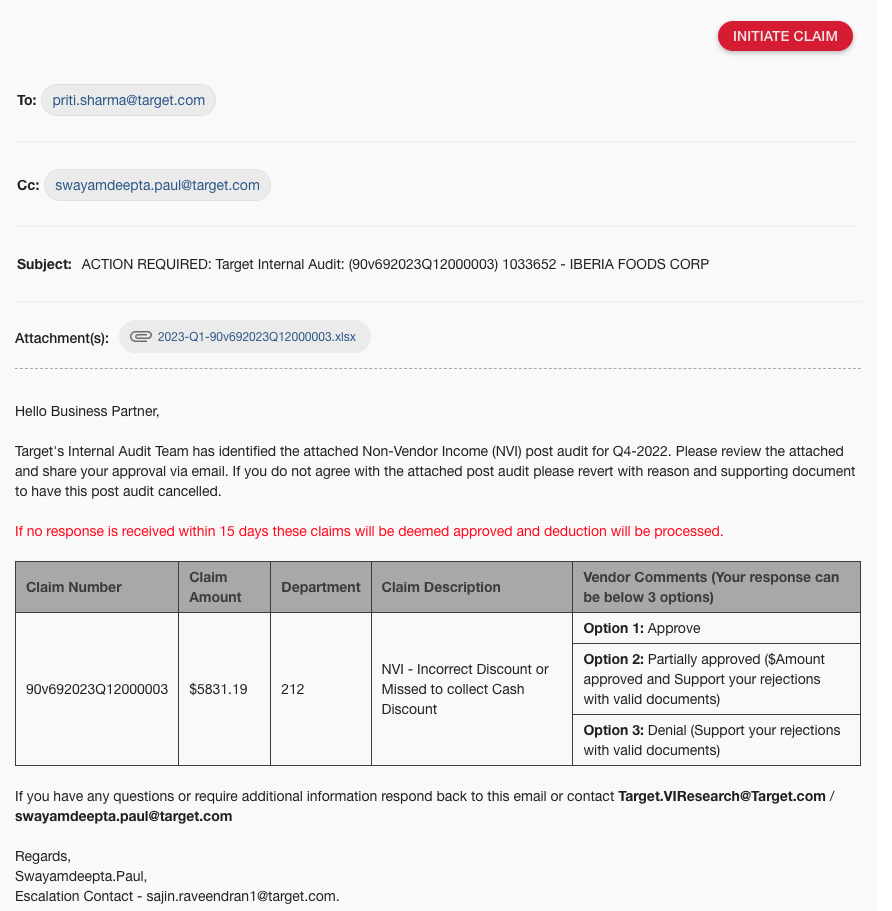 INITIATE CLAIM
To: priti.sharma@target.com
Cc: swayamdeepta.paul@target.com
Subject: ACTION REQUIRED: Target Internal Audit: (90v692023Q12000003) 1033652 - IBERIA FOODS CORP
Attachment(s): 2023-Q1-90v692023Q12000003.xlsx
Hello Business Partner,
Target's Internal Audit Team has identified the attached Non-Vendor Income (NVI) post audit for Q4-2022. Please review the attached
and share your approval via email. If you do not agree with the attached post audit please revert with reason and supporting document
to have this post audit cancelled.
If no response is received within 15 days these claims will be deemed approved and deduction will be processed.
Claim Number
Claim
Amount
Department
Claim Description
Vendor Comments (Your response can
be below 3 options)
90v692023Q12000003
$5831.19
212
NVI - Incorrect Discount or
Missed to collect Cash
Discount
Option 1: Approve
Option 2: Partially approved ($Amount
approved and Support your rejections
with valid documents)
Option 3: Denial (Support your rejections
with valid documents)
If you have any questions or require additional information respond back to this email or contact Target.VIResearch@Target.com /
swayamdeepta.paul@target.com
Regards,
Swayamdeepta.Paul,
Escalation Contact - sajin.raveendran1@target.com.